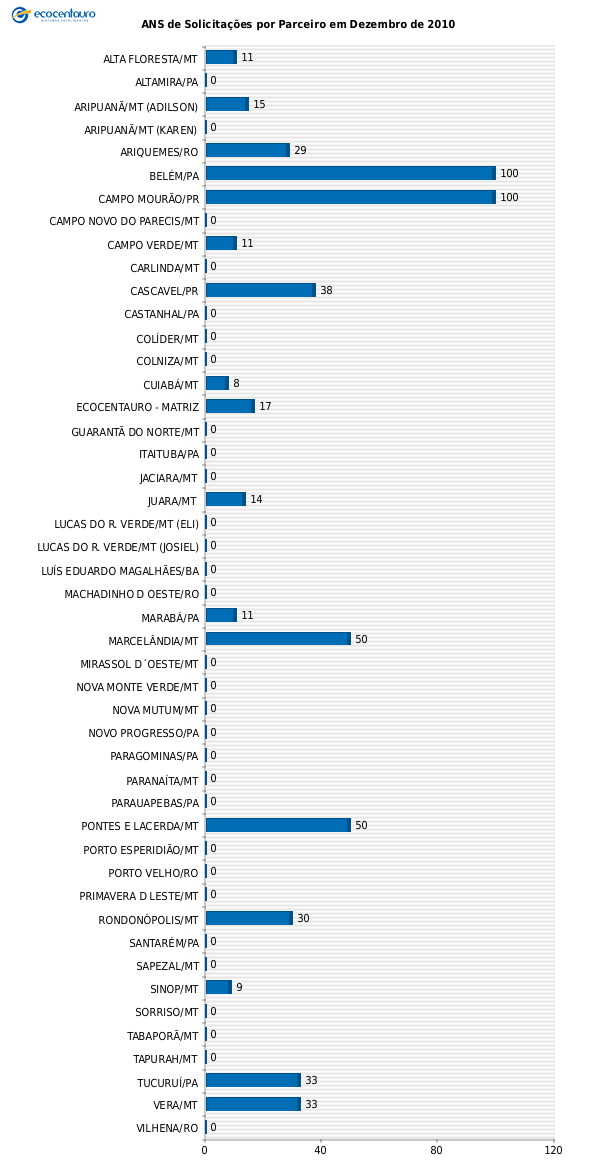 ecocentauro
ANS de Solicitações por Parceiro em Dezembro de 2010
ALTA FLORESTA/MT 11
ALTAMIRA/PA 0
ARIPUANÃ/MT (ADILSON) 15
ARIPUANÃ/MT (KAREN) 0
ARIQUEMES/RO 29
BELÉM/PA 100
CAMPO MOURÃO/PR 100
CAMPO NOVO DO PARECIS/MT 0
CAMPO VERDE/MT 11
CARLINDA/MT 0
CASCAVEL/PR 38
CASTANHAL/PA 0
COLÍDER/MT 0
COLNIZA/MT 0
CUIABÁ/MT 8
ECOCENTAURO - MATRIZ 17
GUARANTÃ DO NORTE/MT 0
ITAITUBA/PA 0
JACIARA/MT 0
JUARA/MT 14
LUCAS DO R. VERDE/MT (ELI) 0
LUCAS DO R. VERDE/MT (JOSIEL) 0
LUÍS EDUARDO MAGALHÃES/BA 0
MACHADINHO D OESTE/RO 0
MARABÁ/PA 11
MARCELÂNDIA/MT 50
MIRASSOL D´OESTE/MT 0
NOVA MONTE VERDE/MT 0
NOVA MUTUM/MT 0
NOVO PROGRESSO/PA 0
PARAGOMINAS/PA 0
PARANAÍTA/MT 0
PARAUAPEBAS/PA 0
PONTES E LACERDA/MT 50
PORTO ESPERIDIÃO/MT 0
PORTO VELHO/RO 0
PRIMAVERA D LESTE/MT 0
RONDONÓPOLIS/MT 30
SANTARÉM/PA 0
SAPEZAL/MT 0
SINOP/MT 9
SORRISO/MT 0
TABAPORÃ/MT 0
TAPURAH/MT 0
TUCURUÍ/PA 33
VERA/MT 33
VILHENA/RO 0
0 40 80 120